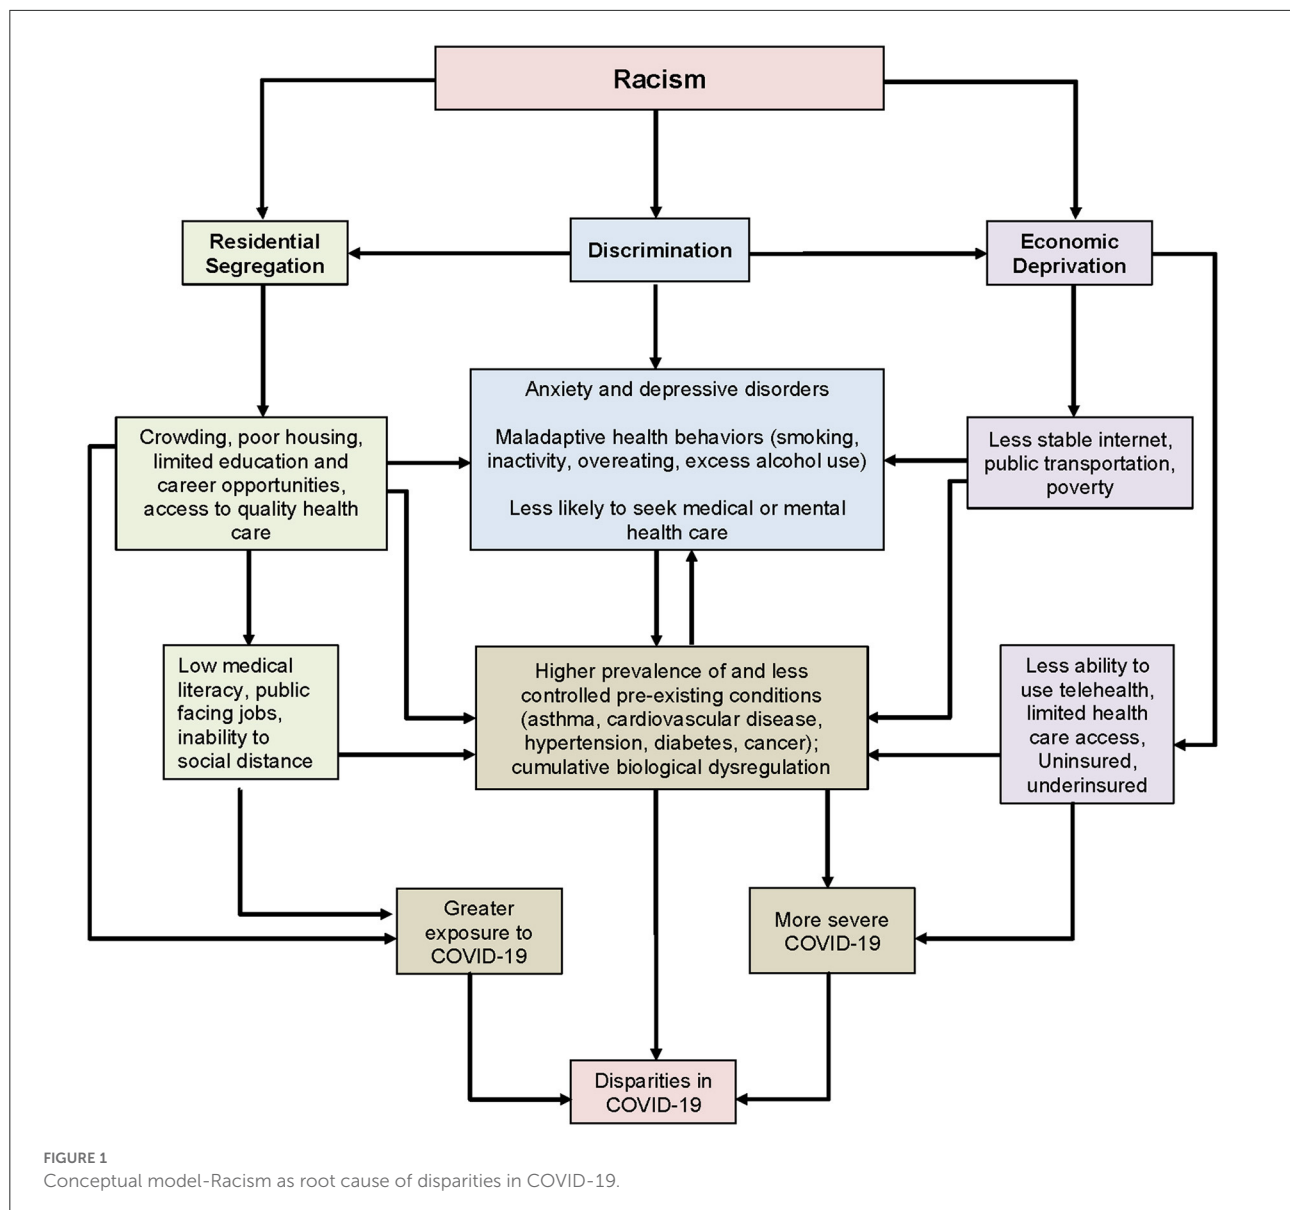 Racism
Residential
Segregation
Discrimination
Economic
Deprivation
Anxiety and depressive disorders
Maladaptive health behaviors (smoking,
inactivity, overeating, excess alcohol use)
Less likely to seek medical or mental
health care
Crowding, poor housing,
limited education and
career opportunities,
access to quality health
care
Less stable internet,
public transportation,
poverty
Low medical
literacy, public
facing jobs,
inability to
social distance
Higher prevalence of and less
controlled pre-existing conditions
(asthma, cardiovascular disease,
hypertension, diabetes, cancer);
cumulative biological dysregulation
Less ability to
use telehealth,
limited health
care access,
Uninsured,
underinsured
Greater
exposure to
COVID-19
More severe
COVID-19
Disparities in
COVID-19
FIGURE 1
Conceptual model-Racism as root cause of disparities in COVID-19.